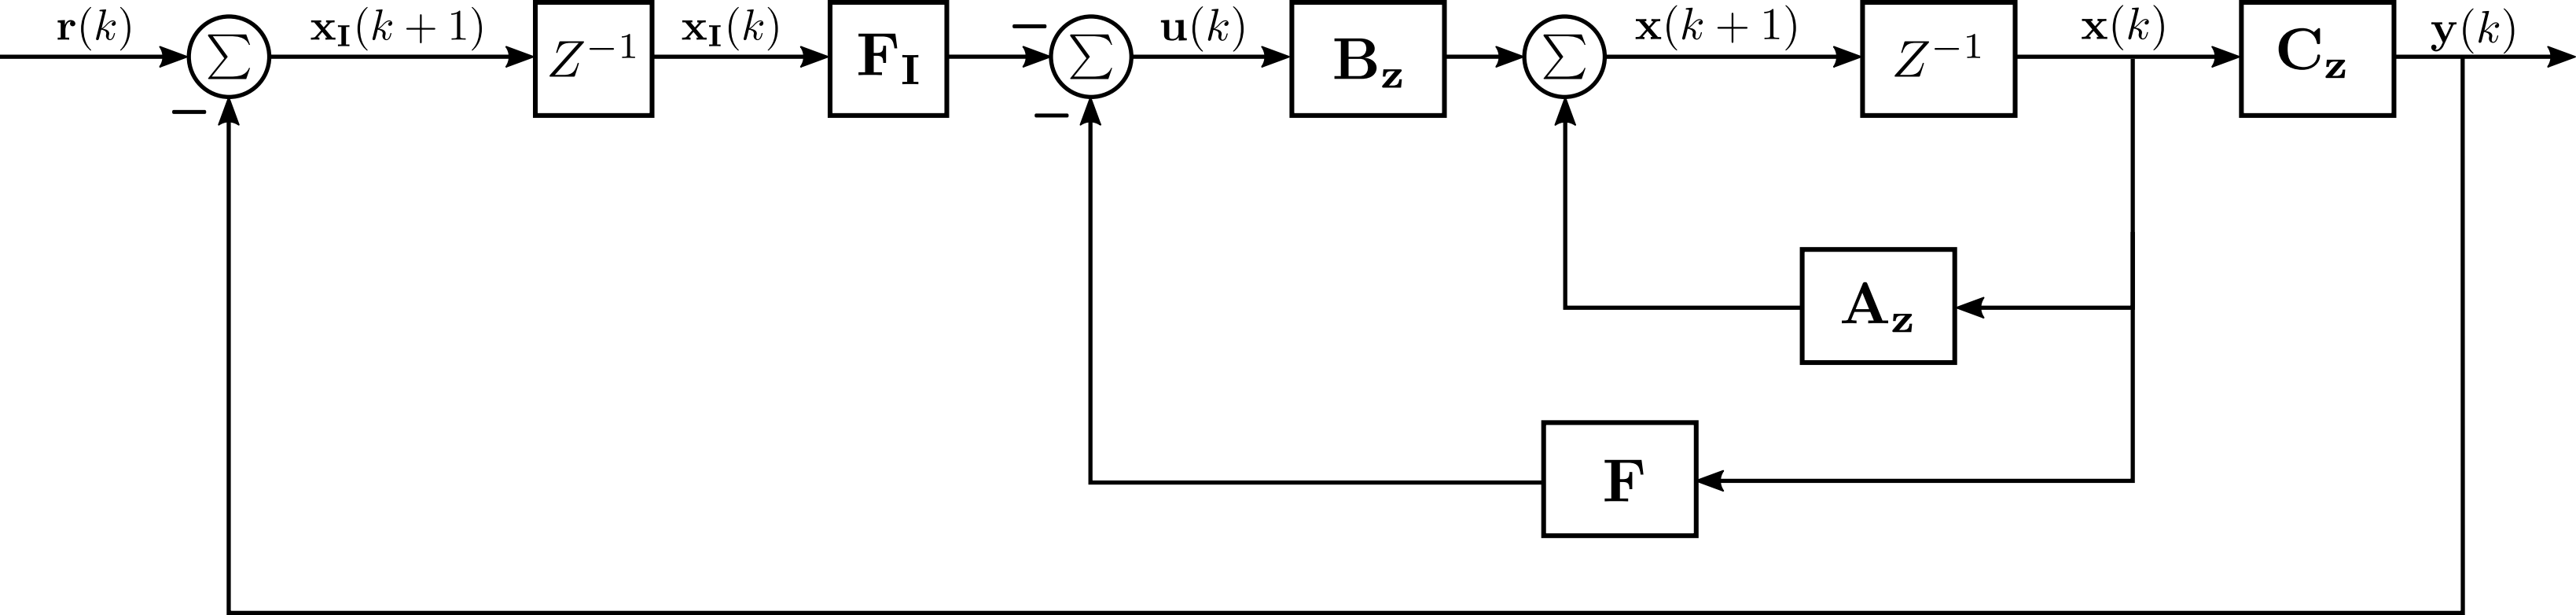 r(k) − Σ x_I(k + 1) Z⁻¹ x_I(k) F_I − − Σ u(k) B_z Σ x(k + 1) Z⁻¹ x(k) C_z y(k)
A_z
F